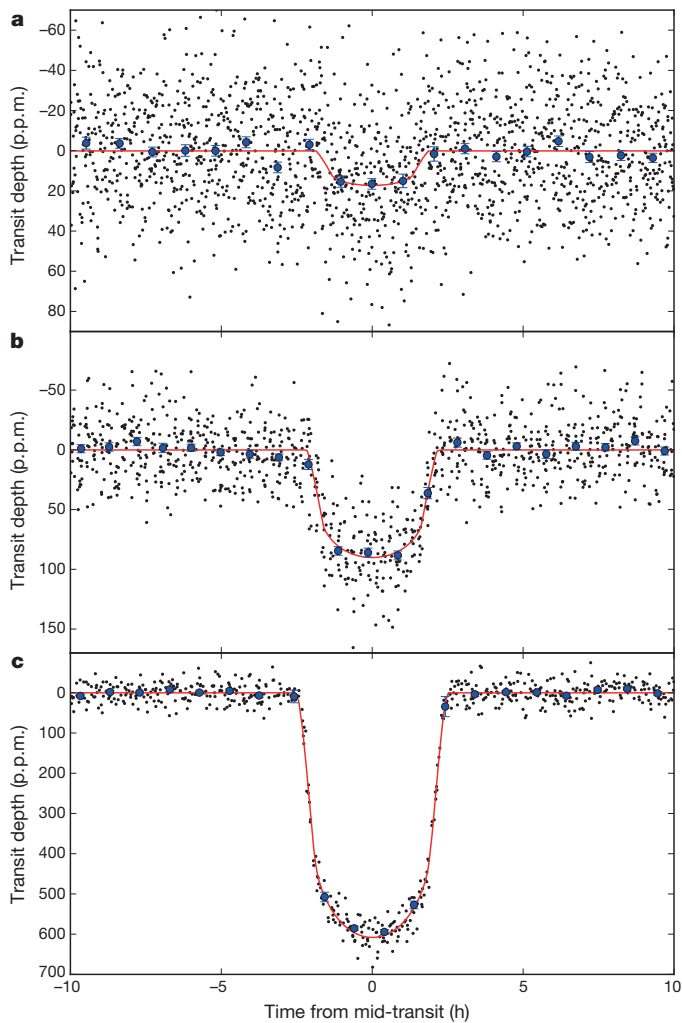 a
−60
−40
−20
0
20
40
60
80
Transit depth (p.p.m.)
b
−50
0
50
100
150
Transit depth (p.p.m.)
c
0
100
200
300
400
500
600
700
Transit depth (p.p.m.)
−10 −5 0 5 10
Time from mid-transit (h)